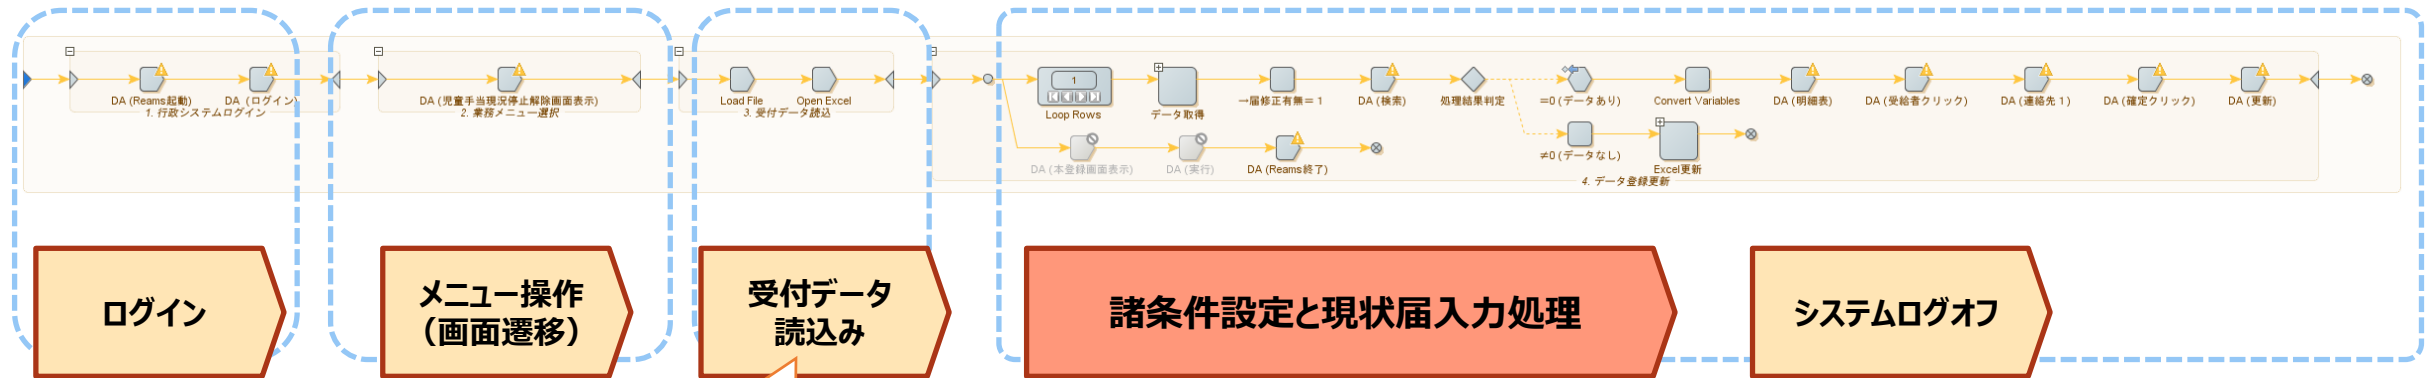 DA (Reams起動)
DA (ログイン)
1. 行政システムログイン
DA (児童手当現況停止解除画面表示)
2. 業務メニュー選択
Load File
Open Excel
3. 受付データ読込
1
Loop Rows
データ取得
→届修正有無＝１
DA (検索)
処理結果判定
=0 (データあり)
Convert Variables
DA (明細表)
DA (受給者クリック)
DA (連絡先１)
DA (確定クリック)
DA (更新)
DA (本登録画面表示)
DA (実行)
DA (Reams終了)
≠0 (データなし)
Excel更新
4. データ登録更新
ログイン
メニュー操作
（画面遷移）
受付データ
読込み
諸条件設定と現状届入力処理
システムログオフ